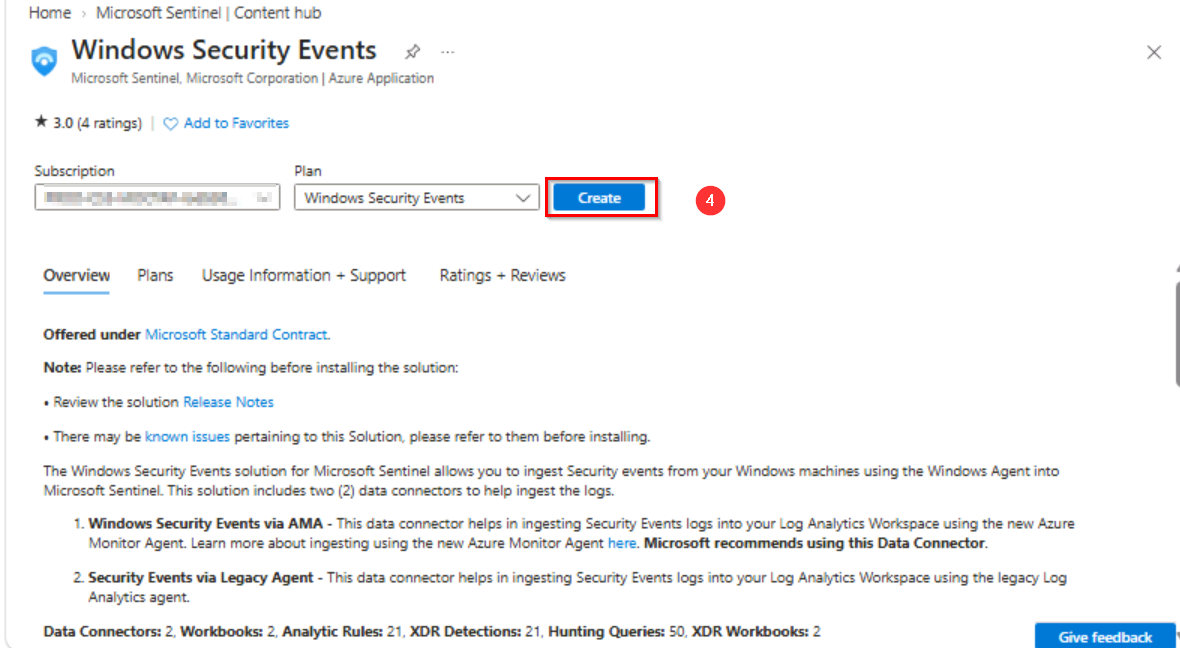 Home › Microsoft Sentinel | Content hub
Windows Security Events
Microsoft Sentinel, Microsoft Corporation | Azure Application
★ 3.0 (4 ratings) | Add to Favorites
Subscription Plan
Windows Security Events Create 4
Overview Plans Usage Information + Support Ratings + Reviews
Offered under Microsoft Standard Contract.
Note: Please refer to the following before installing the solution:
• Review the solution Release Notes
• There may be known issues pertaining to this Solution, please refer to them before installing.
The Windows Security Events solution for Microsoft Sentinel allows you to ingest Security events from your Windows machines using the Windows Agent into
Microsoft Sentinel. This solution includes two (2) data connectors to help ingest the logs.
1. Windows Security Events via AMA - This data connector helps in ingesting Security Events logs into your Log Analytics Workspace using the new Azure
Monitor Agent. Learn more about ingesting using the new Azure Monitor Agent here. Microsoft recommends using this Data Connector.
2. Security Events via Legacy Agent - This data connector helps in ingesting Security Events logs into your Log Analytics Workspace using the legacy Log
Analytics agent.
Data Connectors: 2, Workbooks: 2, Analytic Rules: 21, XDR Detections: 21, Hunting Queries: 50, XDR Workbooks: 2
Give feedback